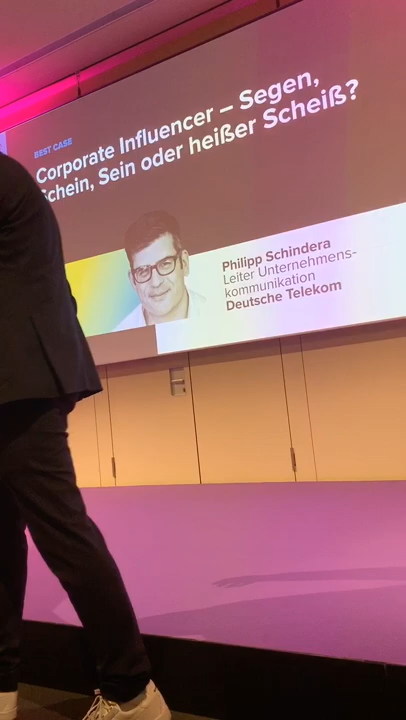 BEST CASE
Corporate Influencer – Segen,
Schein, Sein oder heißer Scheiß?
Philipp Schindera
Leiter Unternehmens-
kommunikation
Deutsche Telekom